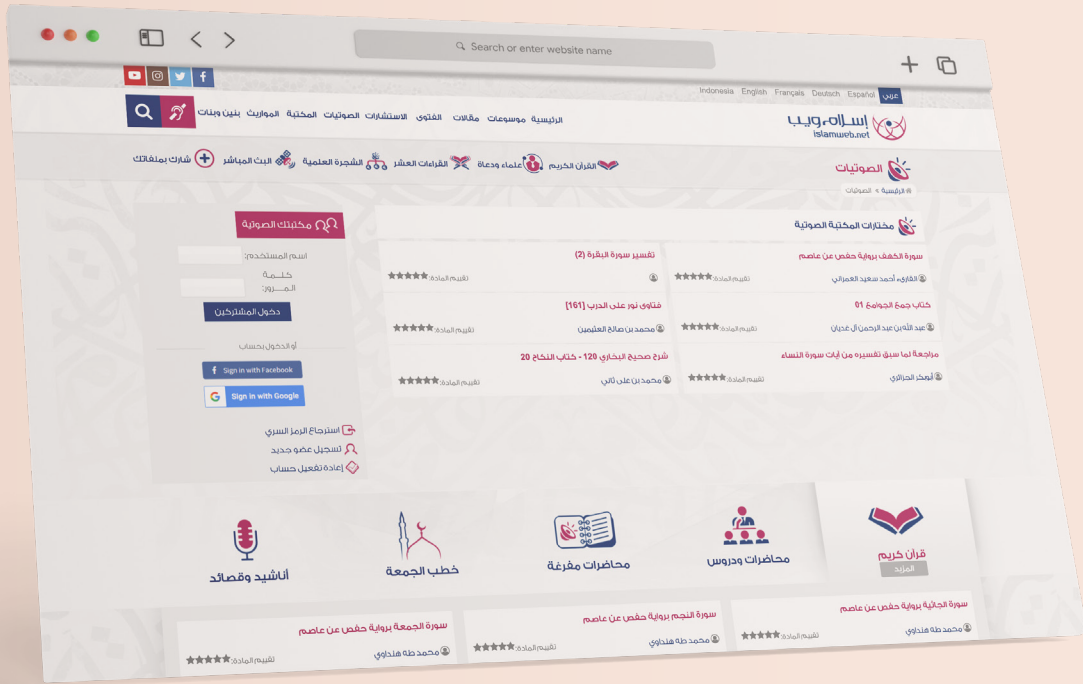 Search or enter website name
Indonesia English Français Deutsch Español عربي
إسلام ويب
islamweb.net
الرئيسية موسوعات مقالات الفتوى الاستشارات الصوتيات المكتبة المواريث بنين وبنات
الصوتيات
القرآن الكريم علماء ودعاة القراءات العشر الشجرة العلمية البث المباشر شارك بملفاتك
الرئيسية » الصوتيات
مختارات المكتبة الصوتية
سورة الكهف برواية حفص عن عاصم
القارىء أحمد سعيد العمراني
تقييم المادة:
تفسير سورة البقرة (2)
تقييم المادة:
كتاب جمع الجوامع 01
عبد الله بن عبد الرحمن آل غديان
تقييم المادة:
فتاوى نور على الدرب [161]
محمد بن صالح العثيمين
تقييم المادة:
مراجعة لما سبق تفسيره من آيات سورة النساء
أبوبكر الجزائري
تقييم المادة:
شرح صحيح البخاري 120 - كتاب النكاح 20
محمد بن علي ثاني
تقييم المادة:
مكتبتك الصوتية
اسم المستخدم:
كلــمة
المــــرور:
دخول المشتركين
أو الدخول بحساب
Sign in with Facebook
Sign in with Google
استرجاع الرمز السري
تسجيل عضو جديد
إعادة تفعيل حساب
قرآن كريم
المزيد
محاضرات ودروس
محاضرات مفرغة
خطب الجمعة
أناشيد وقصائد
سورة الجاثية برواية حفص عن عاصم
محمد طه هنداوي
تقييم المادة:
سورة النجم برواية حفص عن عاصم
محمد طه هنداوي
تقييم المادة:
سورة الجمعة برواية حفص عن عاصم
محمد طه هنداوي
تقييم المادة: